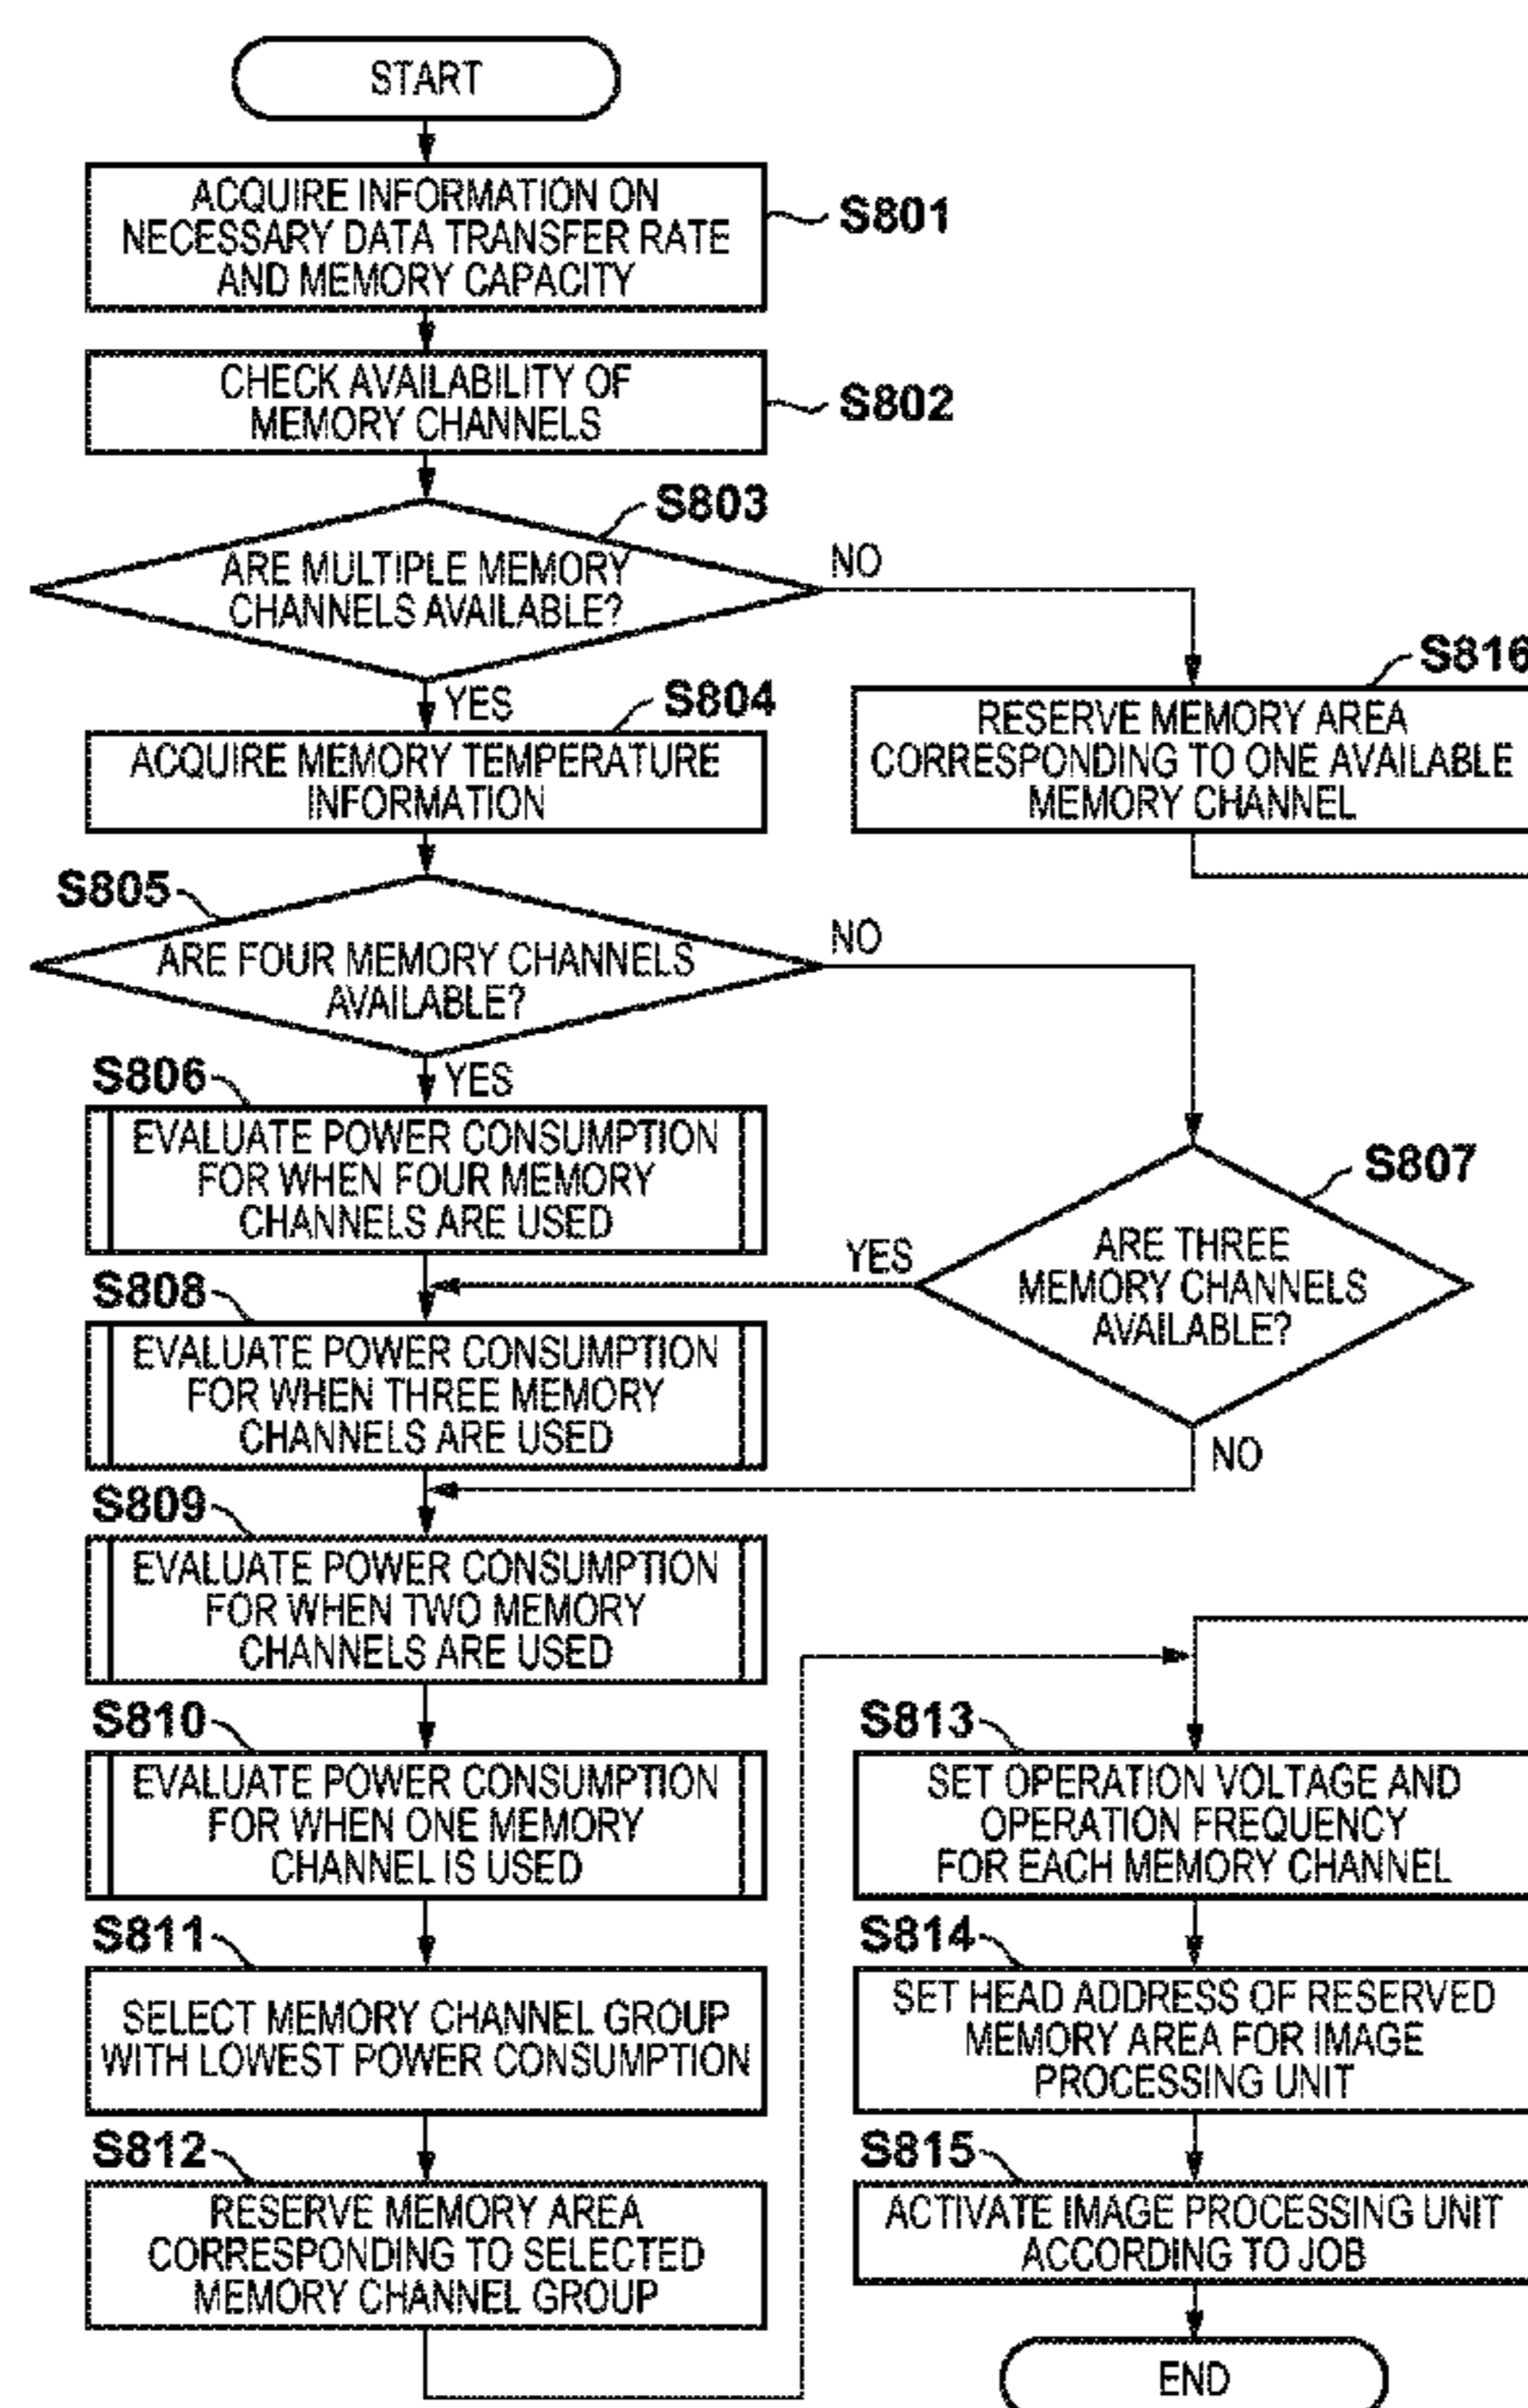 START
ACQUIRE INFORMATION ON
NECESSARY DATA TRANSFER RATE
AND MEMORY CAPACITY
S801
CHECK AVAILABILITY OF
MEMORY CHANNELS
S802
S803
ARE MULTIPLE MEMORY
CHANNELS AVAILABLE?
NO
YES
S816
RESERVE MEMORY AREA
CORRESPONDING TO ONE AVAILABLE
MEMORY CHANNEL
S804
ACQUIRE MEMORY TEMPERATURE
INFORMATION
S805
ARE FOUR MEMORY CHANNELS
AVAILABLE?
NO
YES
S806
EVALUATE POWER CONSUMPTION
FOR WHEN FOUR MEMORY
CHANNELS ARE USED
S807
ARE THREE
MEMORY CHANNELS
AVAILABLE?
YES
NO
S808
EVALUATE POWER CONSUMPTION
FOR WHEN THREE MEMORY
CHANNELS ARE USED
S809
EVALUATE POWER CONSUMPTION
FOR WHEN TWO MEMORY
CHANNELS ARE USED
S810
EVALUATE POWER CONSUMPTION
FOR WHEN ONE MEMORY
CHANNEL IS USED
S811
SELECT MEMORY CHANNEL GROUP
WITH LOWEST POWER CONSUMPTION
S812
RESERVE MEMORY AREA
CORRESPONDING TO SELECTED
MEMORY CHANNEL GROUP
S813
SET OPERATION VOLTAGE AND
OPERATION FREQUENCY
FOR EACH MEMORY CHANNEL
S814
SET HEAD ADDRESS OF RESERVED
MEMORY AREA FOR IMAGE
PROCESSING UNIT
S815
ACTIVATE IMAGE PROCESSING UNIT
ACCORDING TO JOB
END